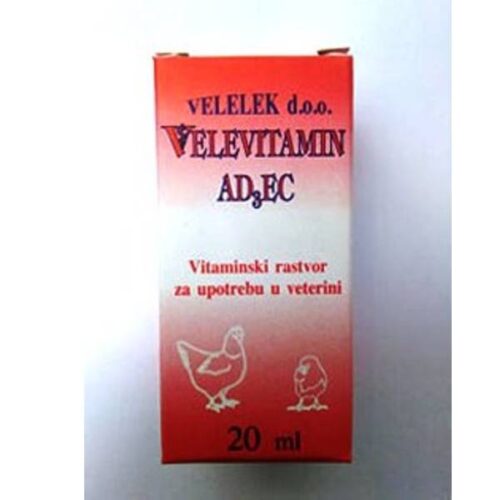 VELELEK d.o.o.
VELEVITAMIN
AD₃EC
Vitaminski rastvor
za upotrebu u veterini
20 ml